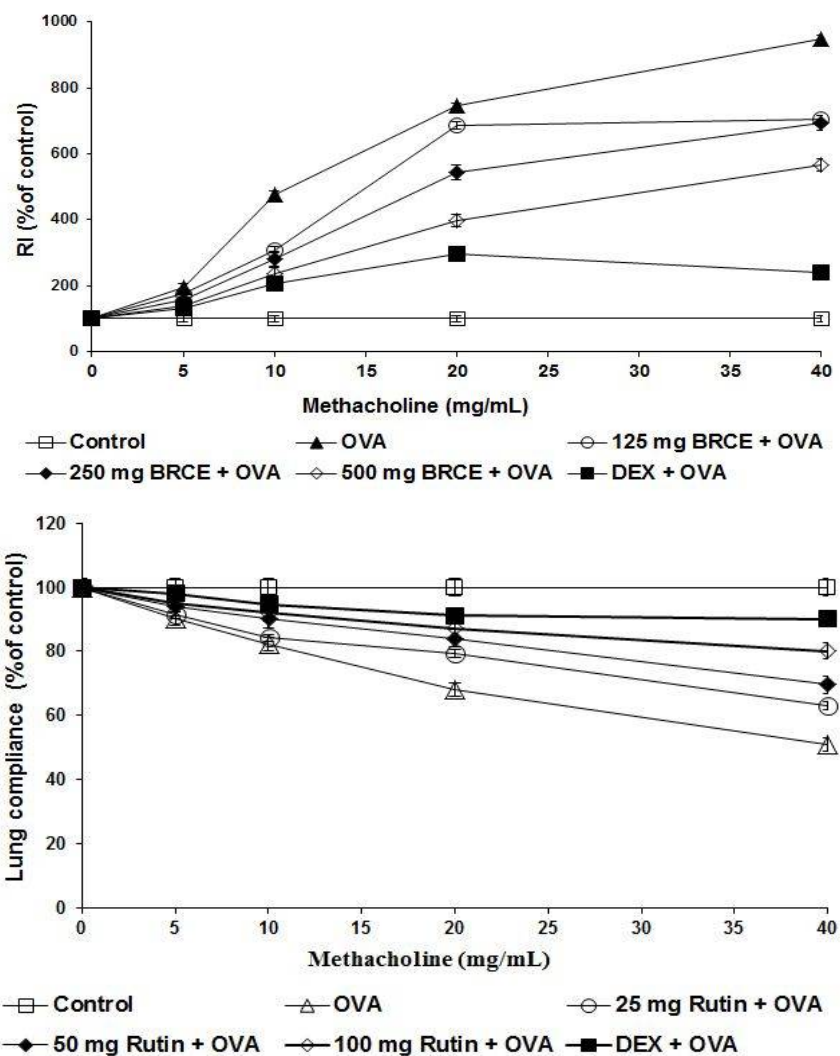 1000
800
600
400
200
0
RI (%of control)
0 5 10 15 20 25 30 35 40
Methacholine (mg/mL)
Control OVA 125 mg BRCE + OVA
250 mg BRCE + OVA 500 mg BRCE + OVA DEX + OVA
120
100
80
60
40
20
0
Lung compliance (%of control)
0 5 10 15 20 25 30 35 40
Methacholine (mg/mL)
Control OVA 25 mg Rutin + OVA
50 mg Rutin + OVA 100 mg Rutin + OVA DEX + OVA